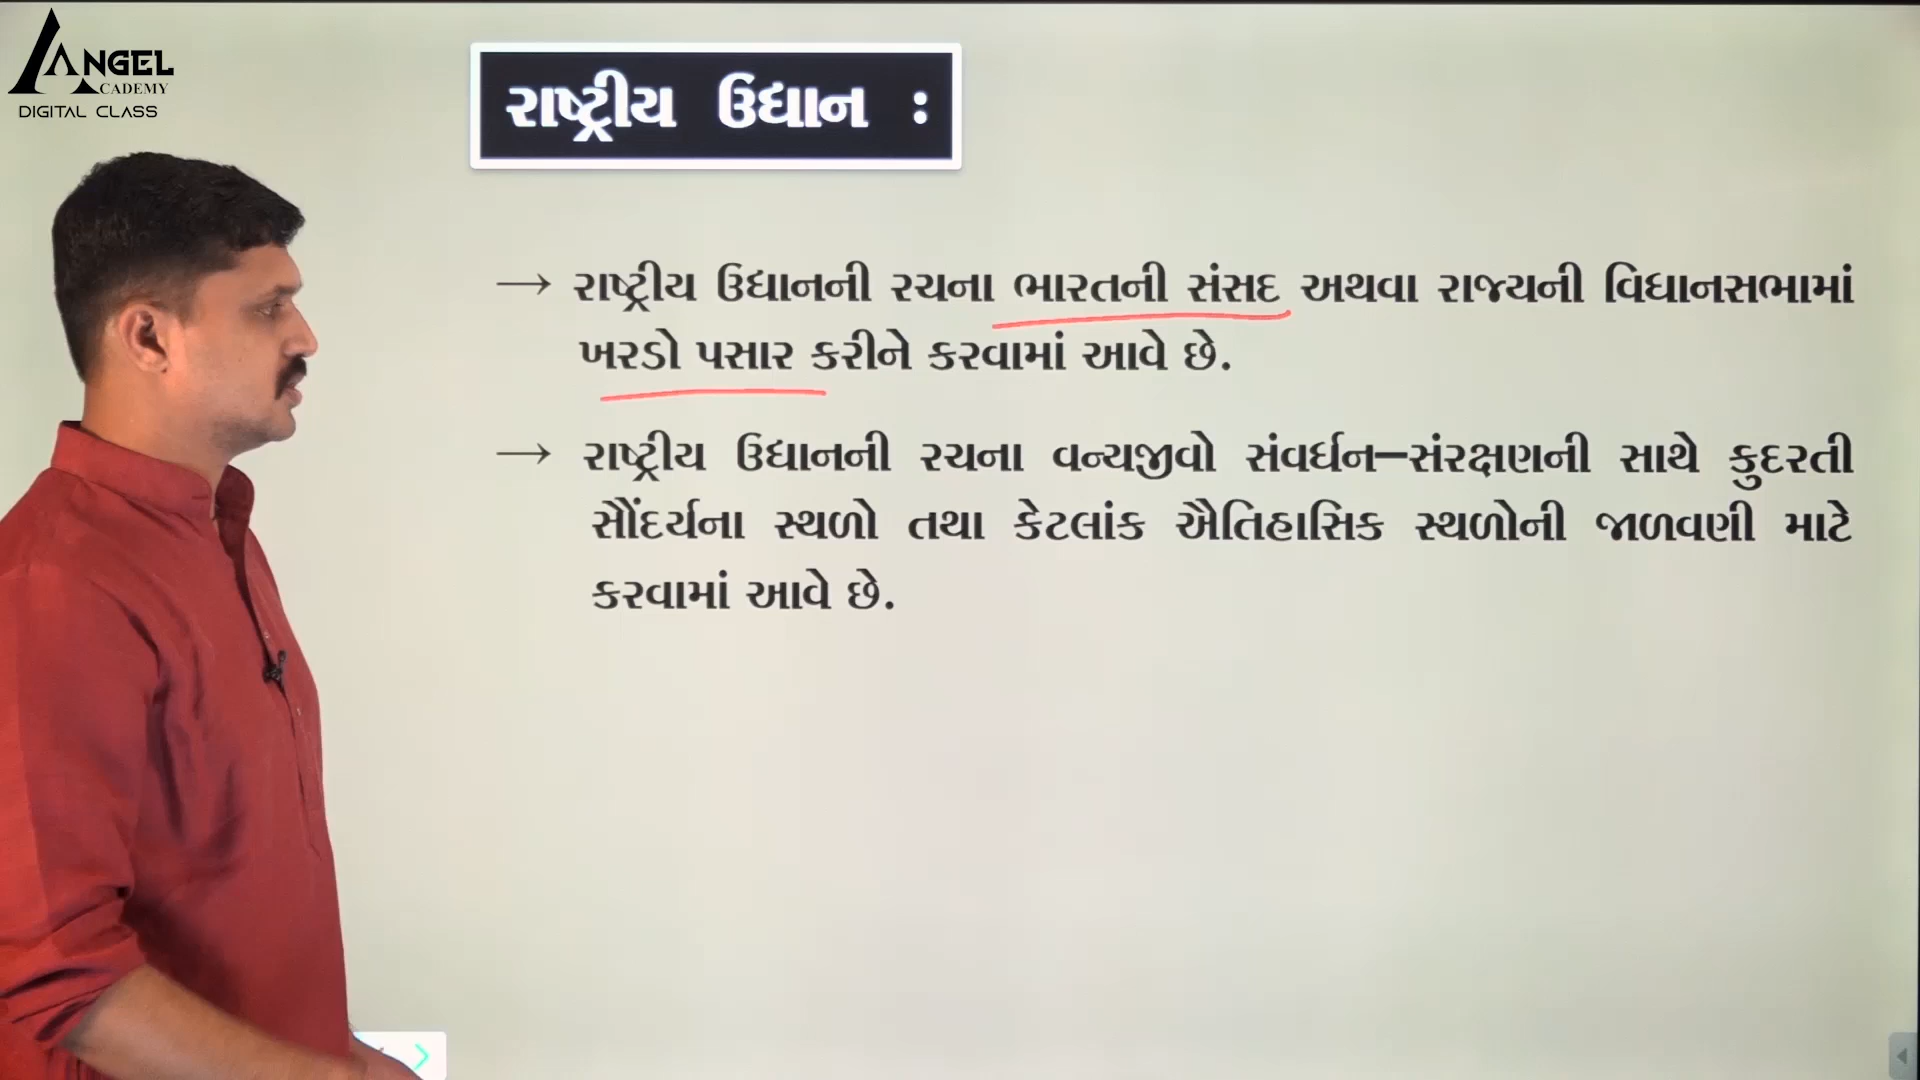 ANGEL
ACADEMY
DIGITAL CLASS
રાષ્ટ્રીય ઉદ્યાન :
→ રાષ્ટ્રીય ઉદ્યાનની રચના ભારતની સંસદ અથવા રાજ્યની વિધાનસભામાં
ખરડો પસાર કરીને કરવામાં આવે છે.
→ રાષ્ટ્રીય ઉદ્યાનની રચના વન્યજીવો સંવર્ધન–સંરક્ષણની સાથે કુદરતી
સૌંદર્યના સ્થળો તથા કેટલાંક ઐતિહાસિક સ્થળોની જાળવણી માટે
કરવામાં આવે છે.